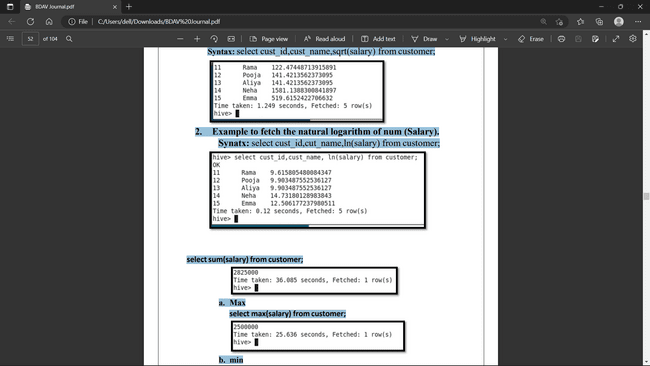 BDAV Journal.pdf
File
C:/Users/dell/Downloads/BDAV%20Journal.pdf
52 of 104
Page view
Read aloud
Add text
Draw
Highlight
Erase
Syntax: select cust_id,cust_name,sqrt(salary) from customer;
11 Rama 122.47448713915891
12 Pooja 141.4213562373095
13 Aliya 141.4213562373095
14 Neha 1581.1388300841897
15 Emma 519.6152422706632
Time taken: 1.249 seconds, Fetched: 5 row(s)
hive>
2. Example to fetch the natural logarithm of num (Salary).
Synatx: select cust_id,cut_name,ln(salary) from customer;
hive> select cust_id,cust_name, ln(salary) from customer;
OK
11 Rama 9.615805480084347
12 Pooja 9.903487552536127
13 Aliya 9.903487552536127
14 Neha 14.73180128983843
15 Emma 12.506177237980511
Time taken: 0.12 seconds, Fetched: 5 row(s)
hive>
select sum(salary) from customer;
2825000
Time taken: 36.085 seconds, Fetched: 1 row(s)
hive>
a. Max
select max(salary) from customer;
2500000
Time taken: 25.636 seconds, Fetched: 1 row(s)
hive>
b. min